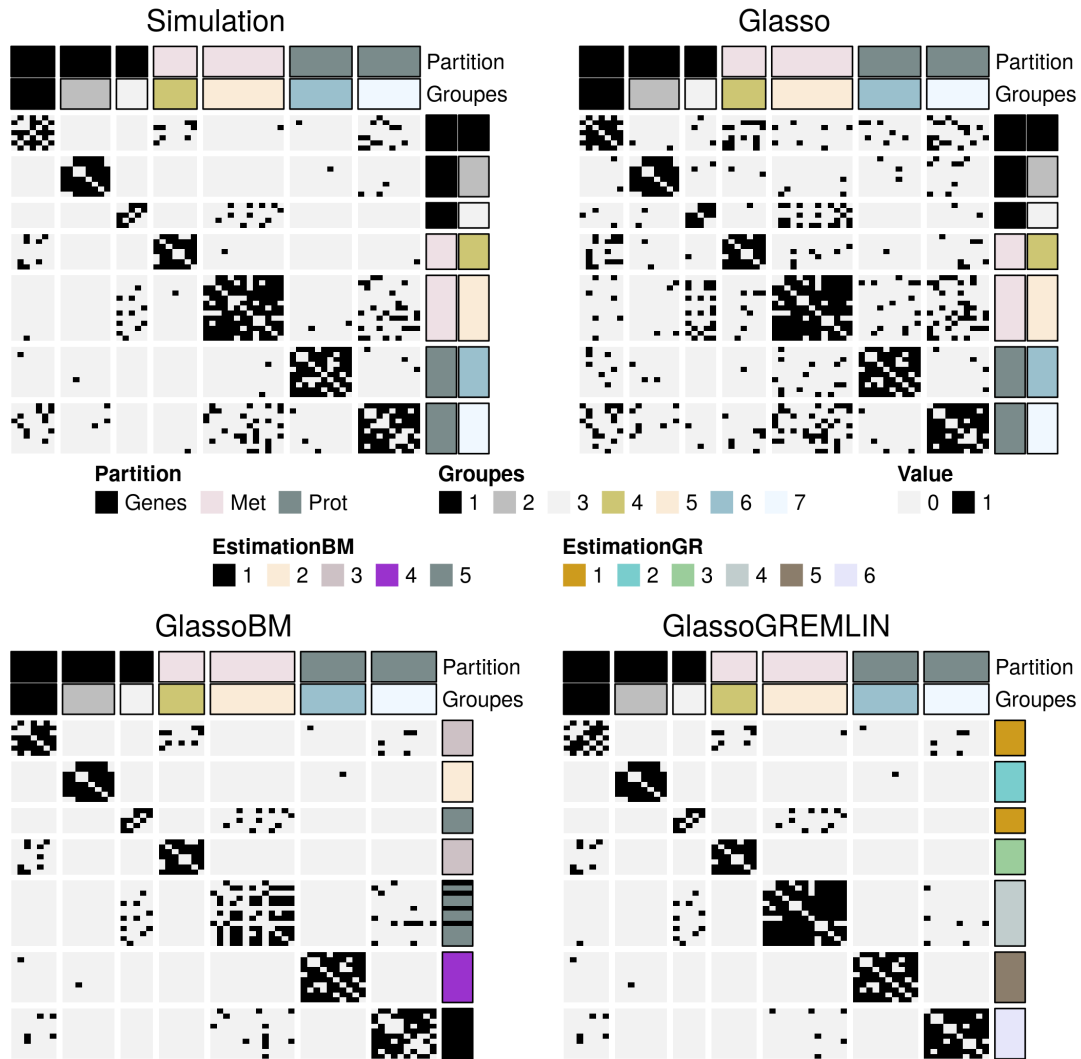 Simulation
Glasso
Partition
Groupes
Partition
Groupes
Partition
Genes Met Prot
Groupes
1 2 3 4 5 6 7
Value
0 1
EstimationBM
1 2 3 4 5
EstimationGR
1 2 3 4 5 6
GlassoBM
GlassoGREMLIN
Partition
Groupes
Partition
Groupes